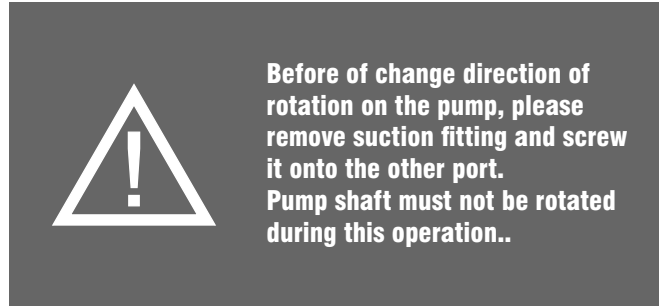 Before of change direction of
rotation on the pump, please
remove suction fitting and screw
it onto the other port.
Pump shaft must not be rotated
during this operation..